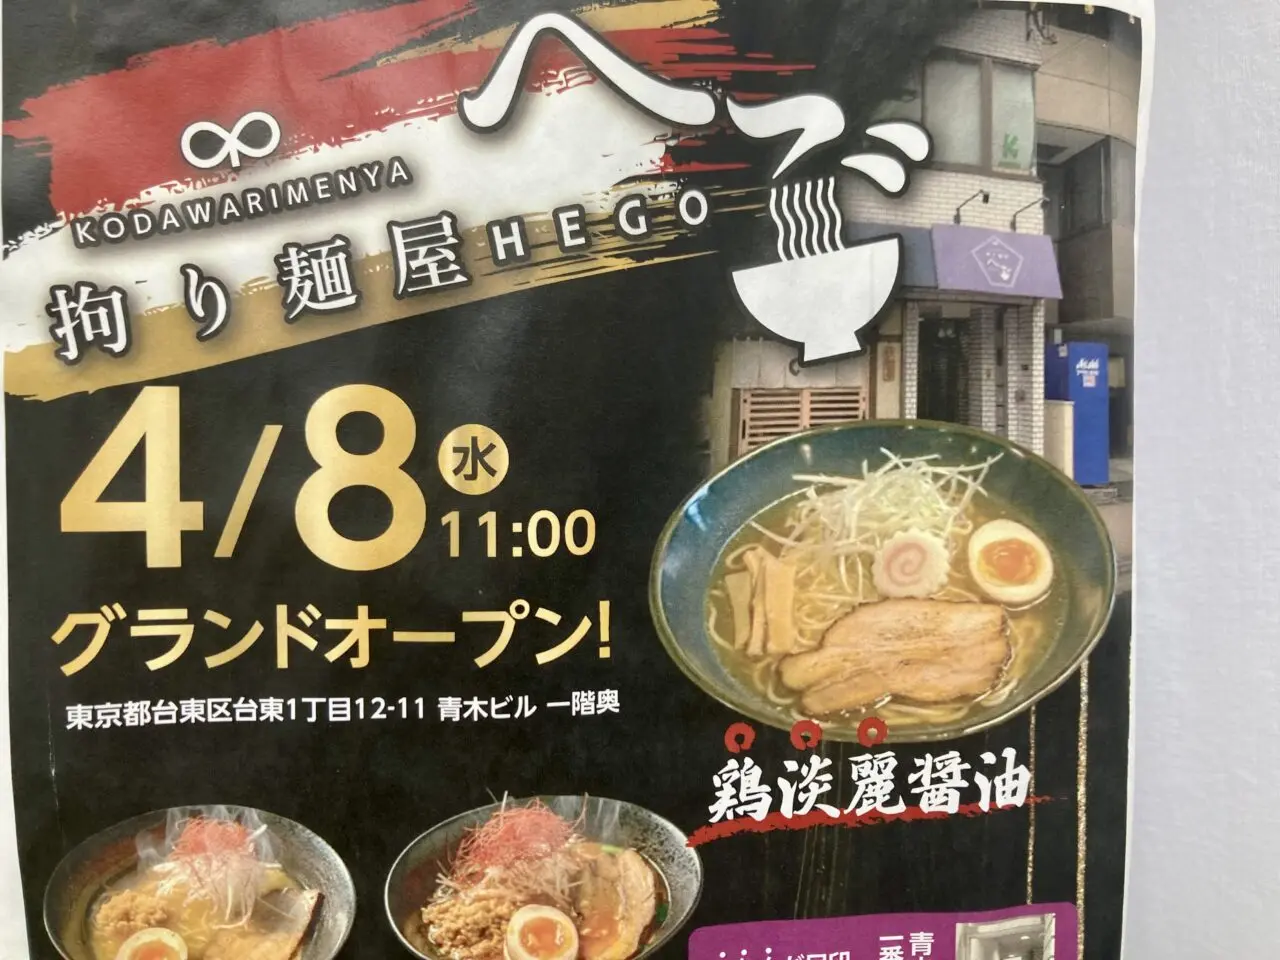 へご
KODAWARIMENYA
拘り麺屋HEGO
4/8 水
11:00
グランドオープン!
東京都台東区台東1丁目12-11 青木ビル 一階奥
Asahi
鶏淡麗醤油